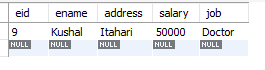 eid ename address salary job
9 Kushal Itahari 50000 Doctor
NULL NULL NULL NULL NULL